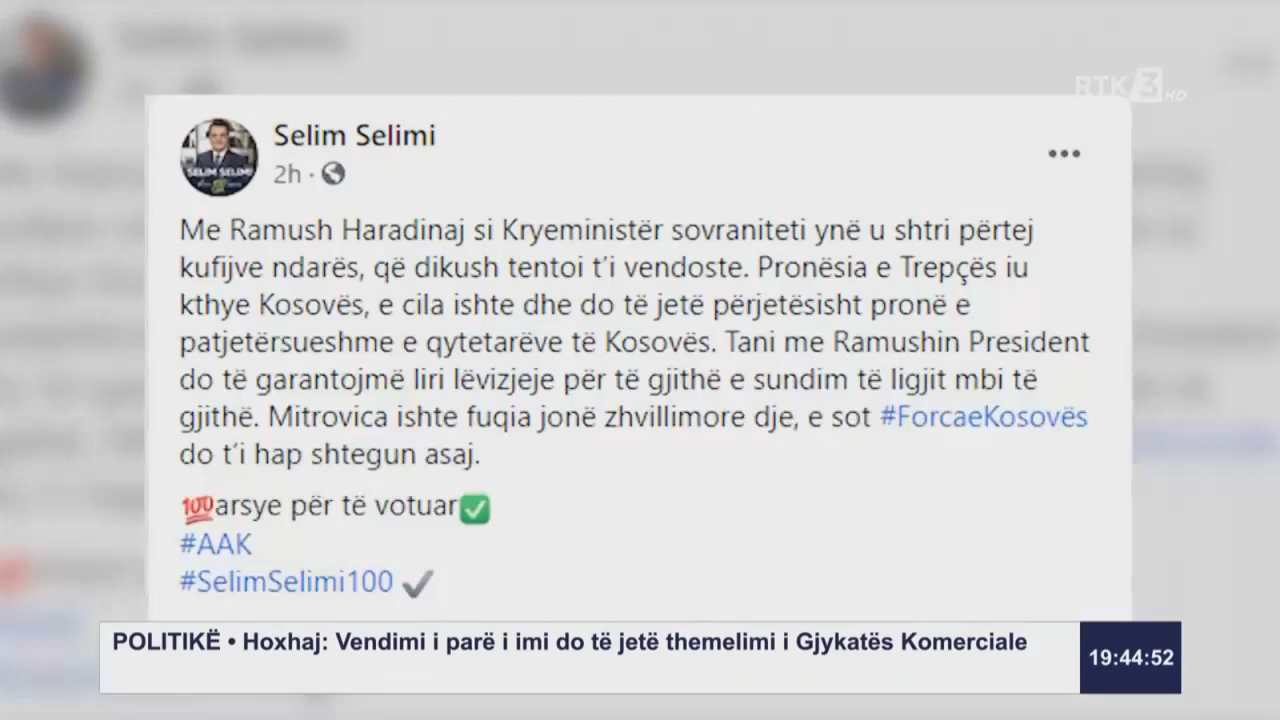 RTK 3 HD
Selim Selimi
2h ·
Me Ramush Haradinaj si Kryeministër sovraniteti ynë u shtri përtej
kufijve ndarës, që dikush tentoi t'i vendoste. Pronësia e Trepçës iu
kthye Kosovës, e cila ishte dhe do të jetë përjetësisht pronë e
patjetërsueshme e qytetarëve të Kosovës. Tani me Ramushin President
do të garantojmë liri lëvizjeje për të gjithë e sundim të ligjit mbi të
gjithë. Mitrovica ishte fuqia jonë zhvillimore dje, e sot #ForcaeKosovës
do t'i hap shtegun asaj.
💯arsye për të votuar✅
#AAK
#SelimSelimi100 ✔
POLITIKË • Hoxhaj: Vendimi i parë i imi do të jetë themelimi i Gjykatës Komerciale
19:44:52